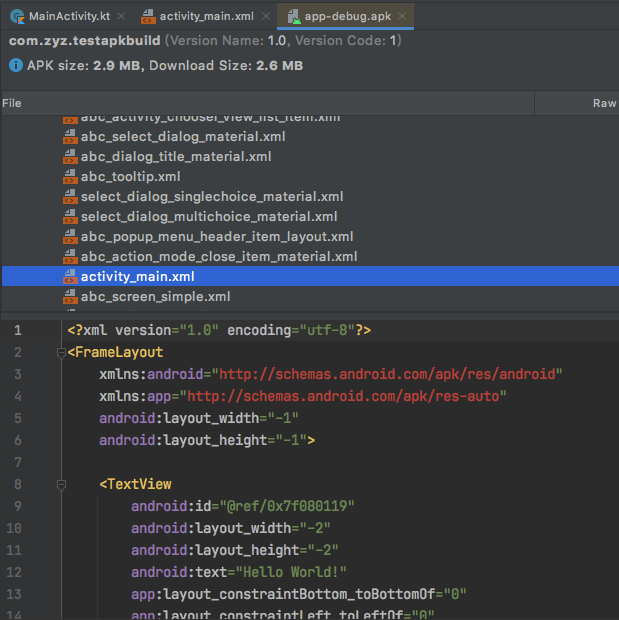 MainActivity.kt activity_main.xml app-debug.apk
com.zyz.testapkbuild (Version Name: 1.0, Version Code: 1)
APK size: 2.9 MB, Download Size: 2.6 MB
File Raw
abc_activity_chooser_view_list_item.xml
abc_select_dialog_material.xml
abc_dialog_title_material.xml
abc_tooltip.xml
select_dialog_singlechoice_material.xml
select_dialog_multichoice_material.xml
abc_popup_menu_header_item_layout.xml
abc_action_mode_close_item_material.xml
activity_main.xml
abc_screen_simple.xml
1 <?xml version="1.0" encoding="utf-8"?>
2 <FrameLayout
3 xmlns:android="http://schemas.android.com/apk/res/android"
4 xmlns:app="http://schemas.android.com/apk/res-auto"
5 android:layout_width="-1"
6 android:layout_height="-1">
7
8 <TextView
9 android:id="@ref/0x7f080119"
10 android:layout_width="-2"
11 android:layout_height="-2"
12 android:text="Hello World!"
13 app:layout_constraintBottom_toBottomOf="0"
14 app:layout_constraintLeft_toLeftOf="0"